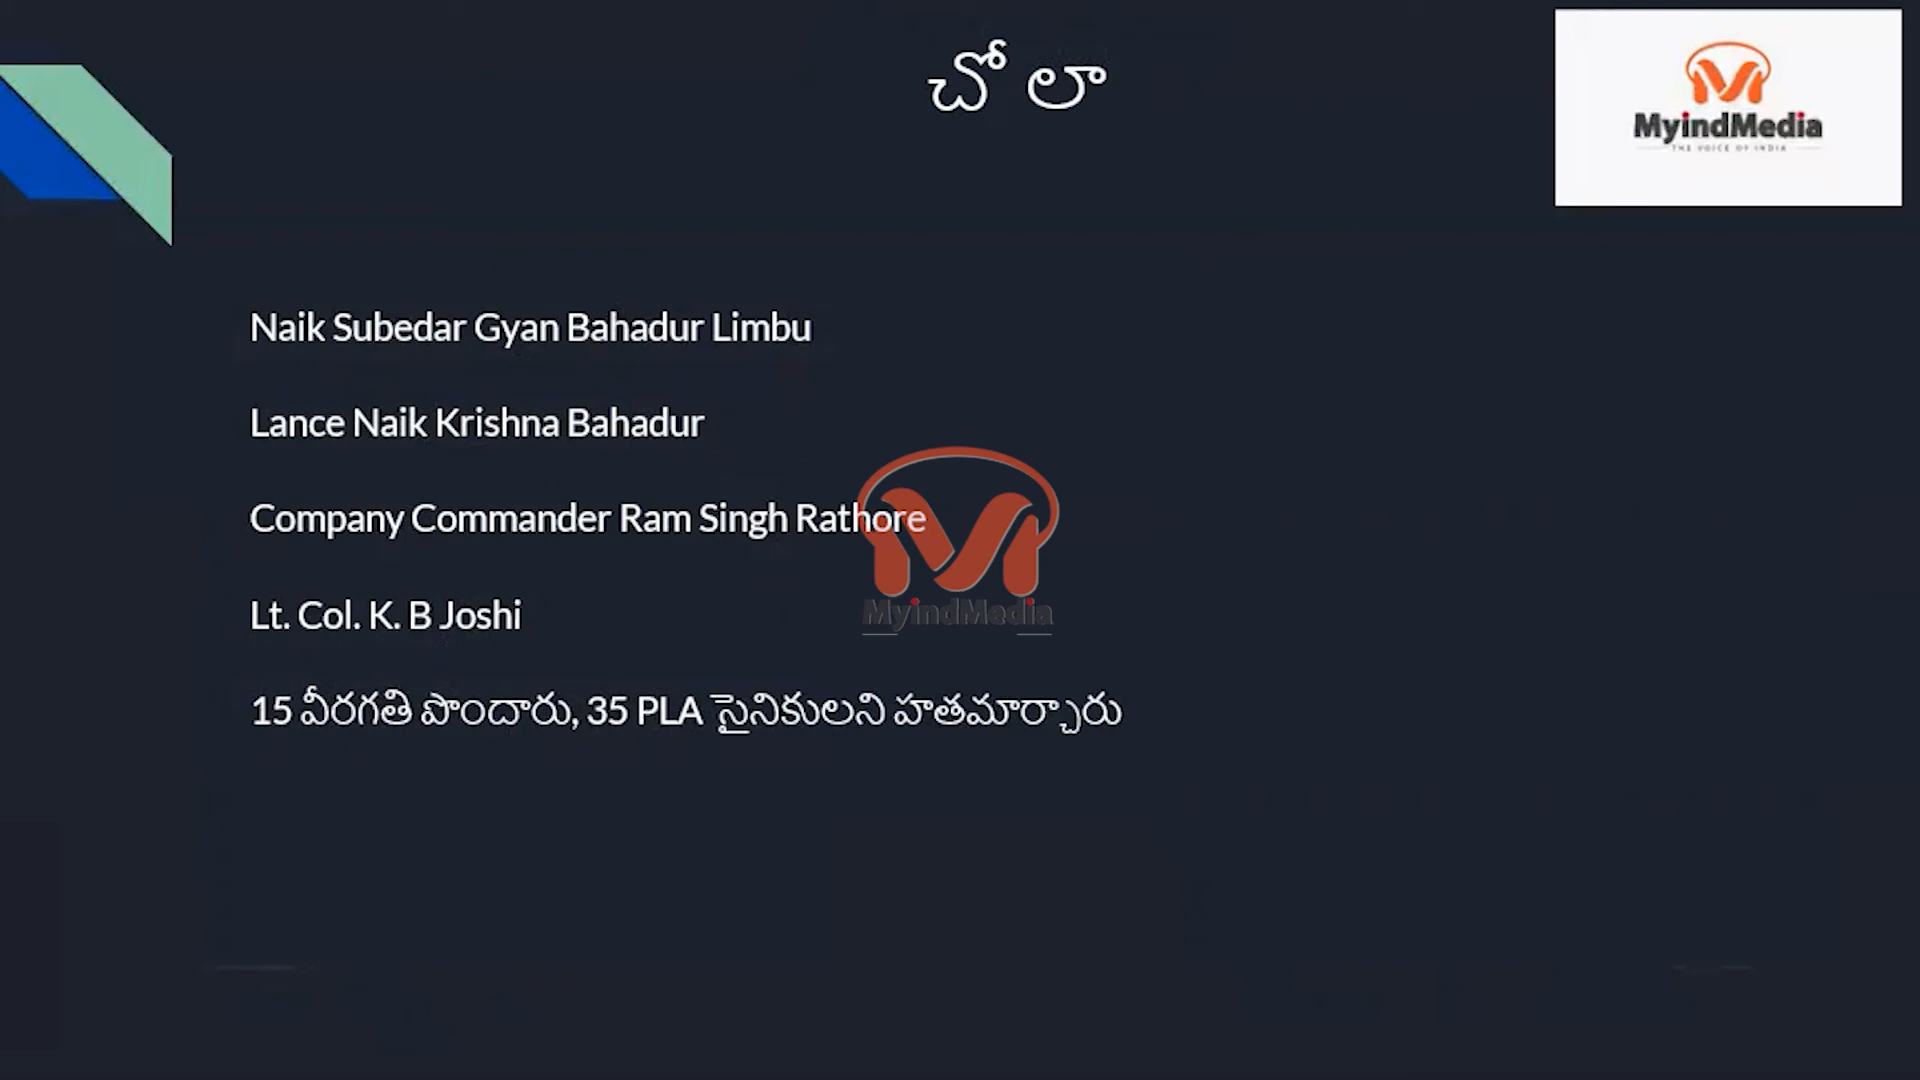 చో లా
MyindMedia
THE VOICE OF INDIA
Naik Subedar Gyan Bahadur Limbu
Lance Naik Krishna Bahadur
Company Commander Ram Singh Rathore
MyindMedia
Lt. Col. K. B Joshi
15 వీరగతి పొందారు, 35 PLA సైనికులని హతమార్చారు